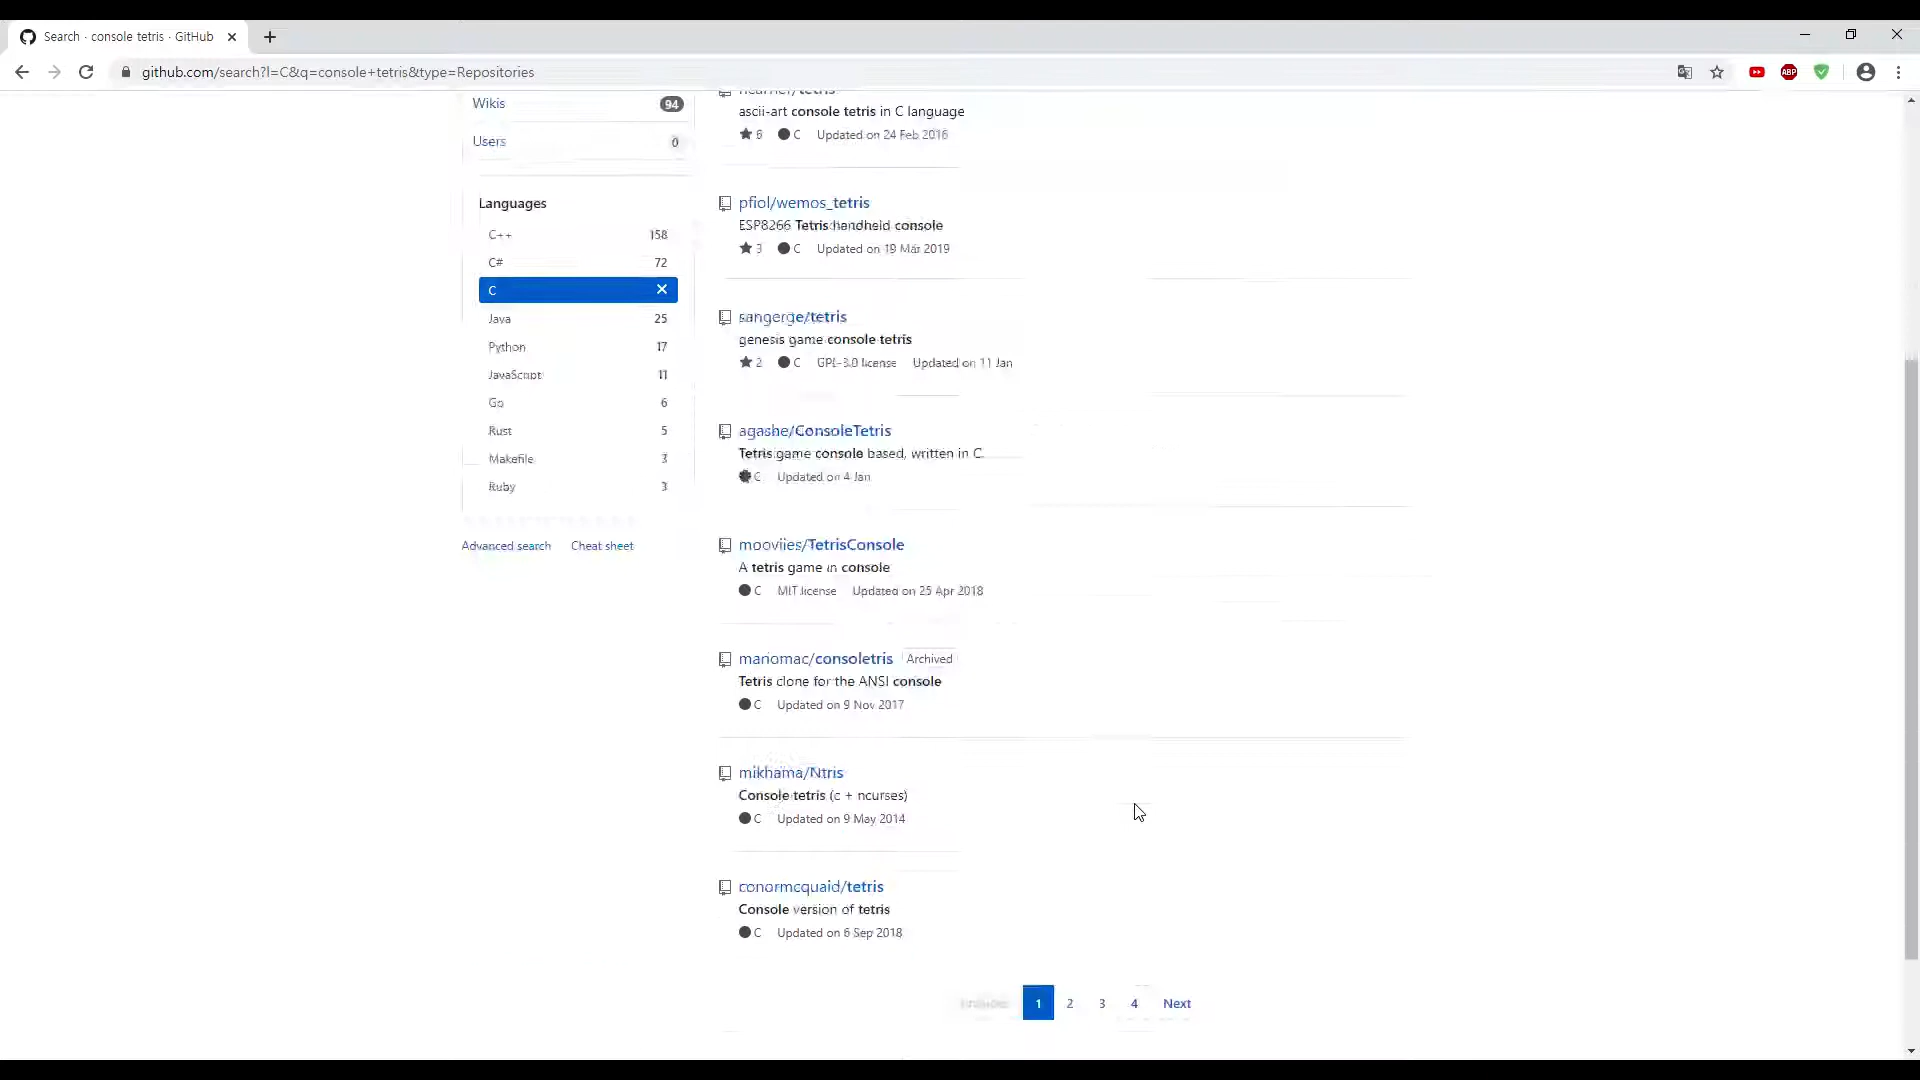 Search · console tetris · GitHub
github.com/search?l=C&q=console+tetris&type=Repositories
ABP
Wikis 94
Users 0
Languages
C++ 158
C# 72
C
Java 25
Python 17
JavaScript 11
Go 6
Rust 5
Makefile 3
Ruby 3
Advanced search Cheat sheet
ascii-art console tetris in C language
6 C Updated on 24 Feb 2016
pfiol/wemos_tetris
ESP8266 Tetris handheld console
3 C Updated on 19 Mar 2019
genesis game console tetris
2 C GPL-3.0 license Updated on 11 Jan
agashe/ConsoleTetris
Tetris game console based, written in C.
C Updated on 4 Jan
mooviies/TetrisConsole
A tetris game in console
C MIT license Updated on 25 Apr 2018
mariomac/consoletris Archived
Tetris clone for the ANSI console
C Updated on 9 Nov 2017
mikhama/Ntris
Console tetris (c + ncurses)
C Updated on 9 May 2014
conormcquaid/tetris
Console version of tetris
C Updated on 6 Sep 2018
1 2 3 4 Next